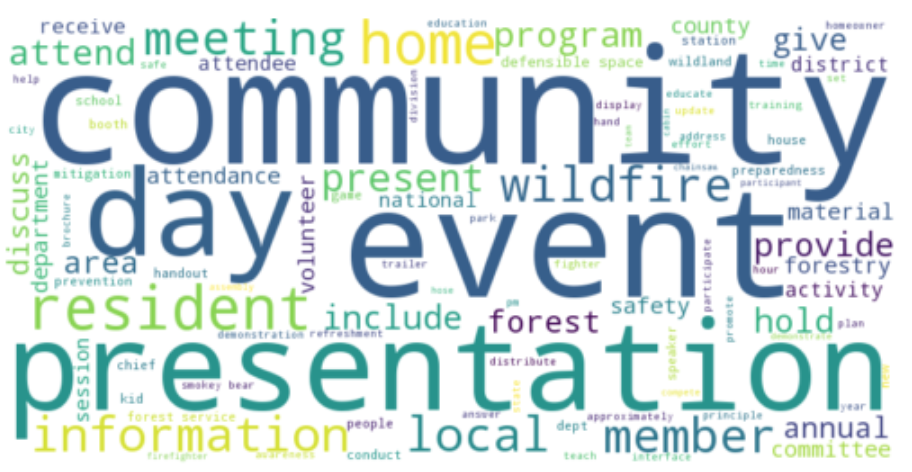 receive
education
homeowner
attend
meeting
home
program
county
station
give
safe
attendee
defensible space
wildland
time
district
help
community
division
display
educate
set
school
update
training
city
booth
hand
team
cabin
address
effort
house
discuss
department
mitigation
day
attendance
present
wildfire
chainsaw
preparedness
participant
brochure
volunteer
game
national
park
event
material
area
handout
trailer
fighter
participate
provide
hour
forestry
prevention
assembly
hose
activity
resident
include
pm
safety
promote
forest
hold
plan
demonstration
refreshment
demonstrate
presentation
session
chief
distribute
speaker
new
smokey bear
kid
state
compete
year
forest service
people
answer
dept
approximately
principle
annual
information
local
member
committee
firefighter
awareness
conduct
teach
interface